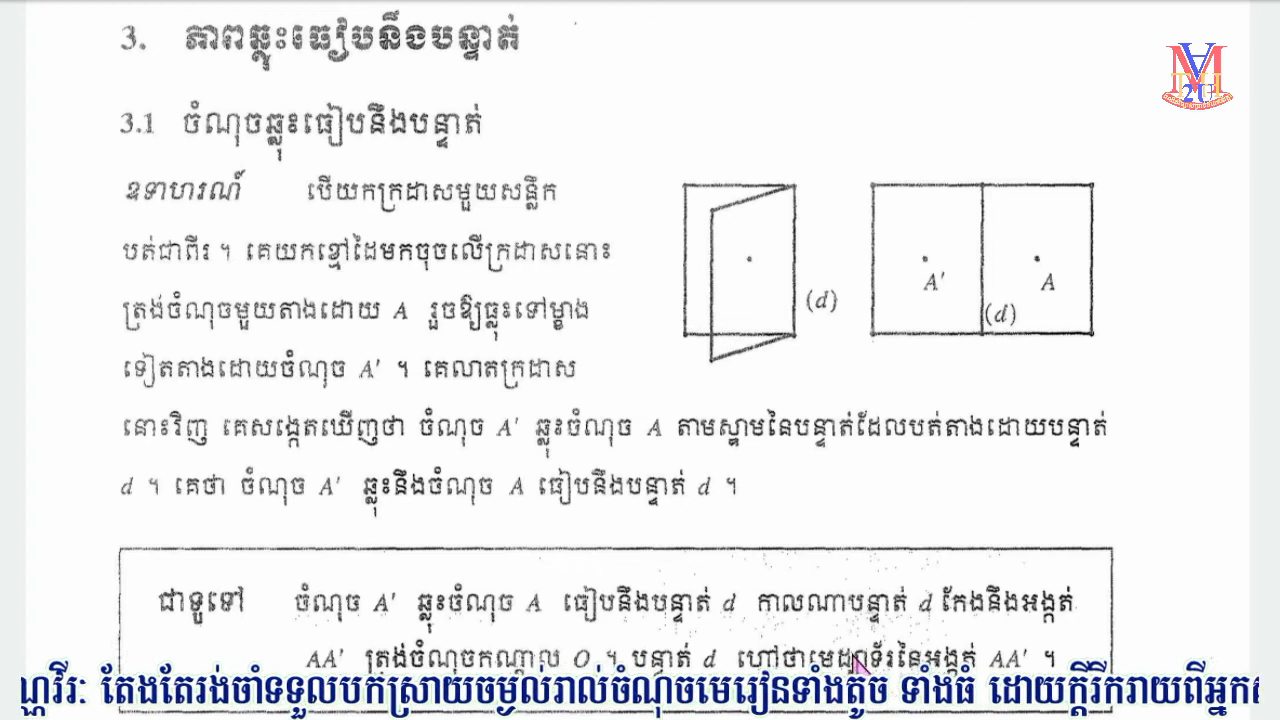 3. ភាពឆ្លុះធៀបនឹងបន្ទាត់
3.1 ចំណុចឆ្លុះធៀបនឹងបន្ទាត់
ឧទាហរណ៍ បើយកក្រដាសមួយសន្លឹក
បត់ជាពីរ ។ គេយកខ្មៅដៃមកចុចលើក្រដាសនោះ
ត្រង់ចំណុចមួយតាងដោយ A រួចឱ្យធ្លុះទៅម្ខាង
ទៀតតាងដោយចំណុច A' ។ គេលាតក្រដាស
នោះវិញ គេសង្កេតឃើញថា ចំណុច A' ឆ្លុះចំណុច A តាមស្នាមនៃបន្ទាត់ដែលបត់តាងដោយបន្ទាត់
d ។ គេថា ចំណុច A' ឆ្លុះនឹងចំណុច A ធៀបនឹងបន្ទាត់ d ។
(d)
A'
A
(d)
ជាទូទៅ ចំណុច A' ឆ្លុះចំណុច A ធៀបនឹងបន្ទាត់ d កាលណាបន្ទាត់ d កែងនឹងអង្កត់
AA' ត្រង់ចំណុចកណ្តាល O ។ បន្ទាត់ d ហៅថាមេដ្យាទ័រនៃអង្កត់ AA' ។
ណ្ណវីរៈ តែងតែរង់ចាំទទួលបកស្រាយចម្ងល់រាល់ចំណុចមេរៀនទាំងតូច ទាំងធំ ដោយក្តីរីករាយពីអ្នកស
MATH
2U